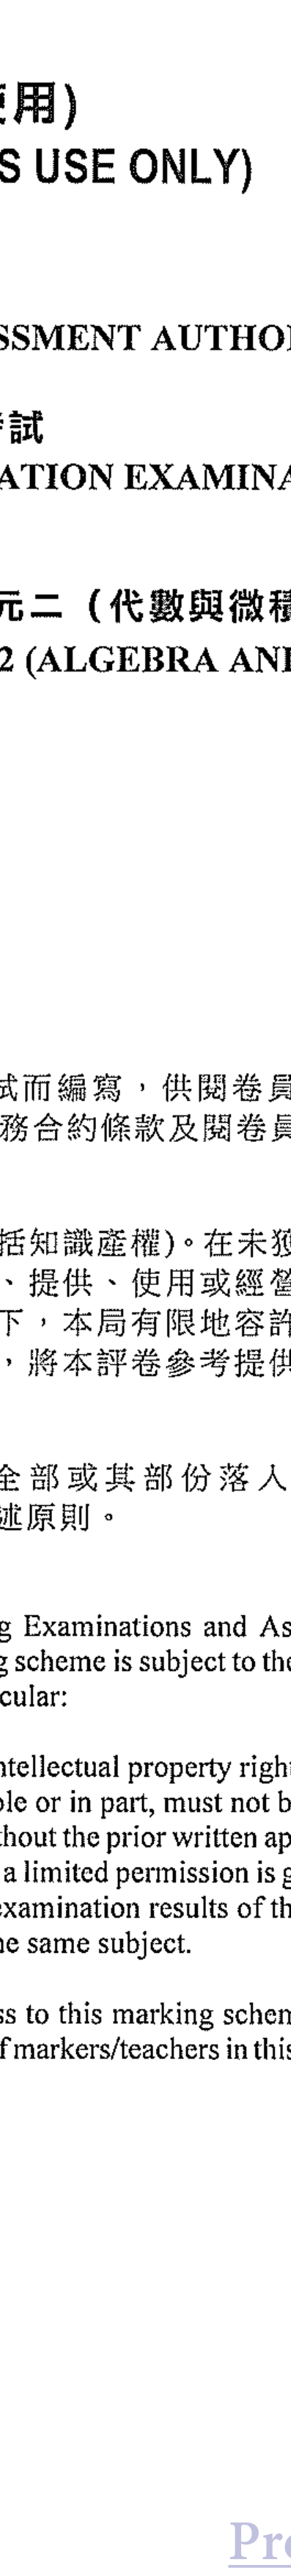 用)
S USE ONLY)
SSMENT AUTHO
試
ATION EXAMINA
元二（代數與微積
2 (ALGEBRA AN
試而編寫，供閱卷員
務合約條款及閱卷員
括知識產權)。在未獲
、提供、使用或經營
下，本局有限地容許
，將本評卷參考提供
全部或其部份落人
述原則。
g Examinations and As
g scheme is subject to the
cular:
ntellectual property right
ole or in part, must not b
thout the prior written ap
a limited permission is g
examination results of th
he same subject.
ss to this marking schem
f markers/teachers in this
Pro